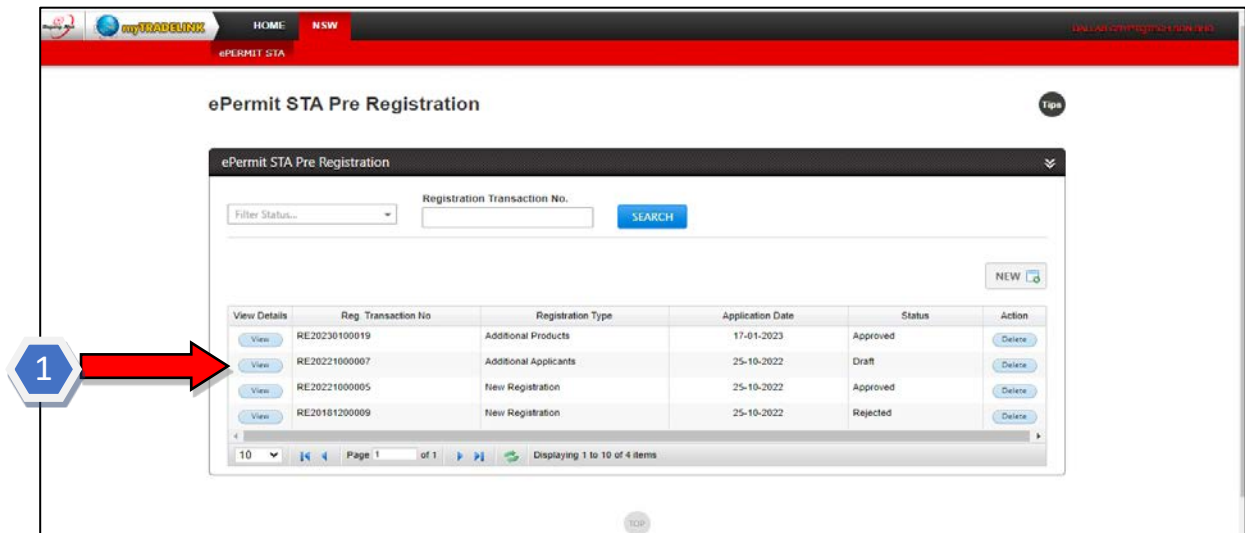 myTRADELINK HOME NSW
ePERMIT STA
ePermit STA Pre Registration
Tips
ePermit STA Pre Registration
Registration Transaction No.
Filter Status...
SEARCH
NEW
View Details Reg. Transaction No Registration Type Application Date Status Action
View RE20230100019 Additional Products 17-01-2023 Approved Delete
1
View RE20221000007 Additional Applicants 25-10-2022 Draft Delete
View RE20221000005 New Registration 25-10-2022 Approved Delete
View RE20181200009 New Registration 25-10-2022 Rejected Delete
10 Page 1 of 1 Displaying 1 to 10 of 4 items
TOP